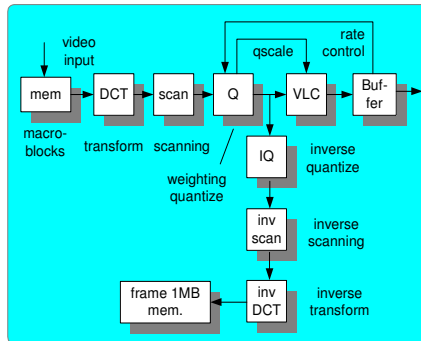 video
input
qscale
rate
control
mem
DCT
scan
Q
VLC
Buf-
fer
macro-
blocks
transform
scanning
weighting
quantize
IQ
inverse
quantize
inv
scan
inverse
scanning
frame 1MB
mem.
inv
DCT
inverse
transform